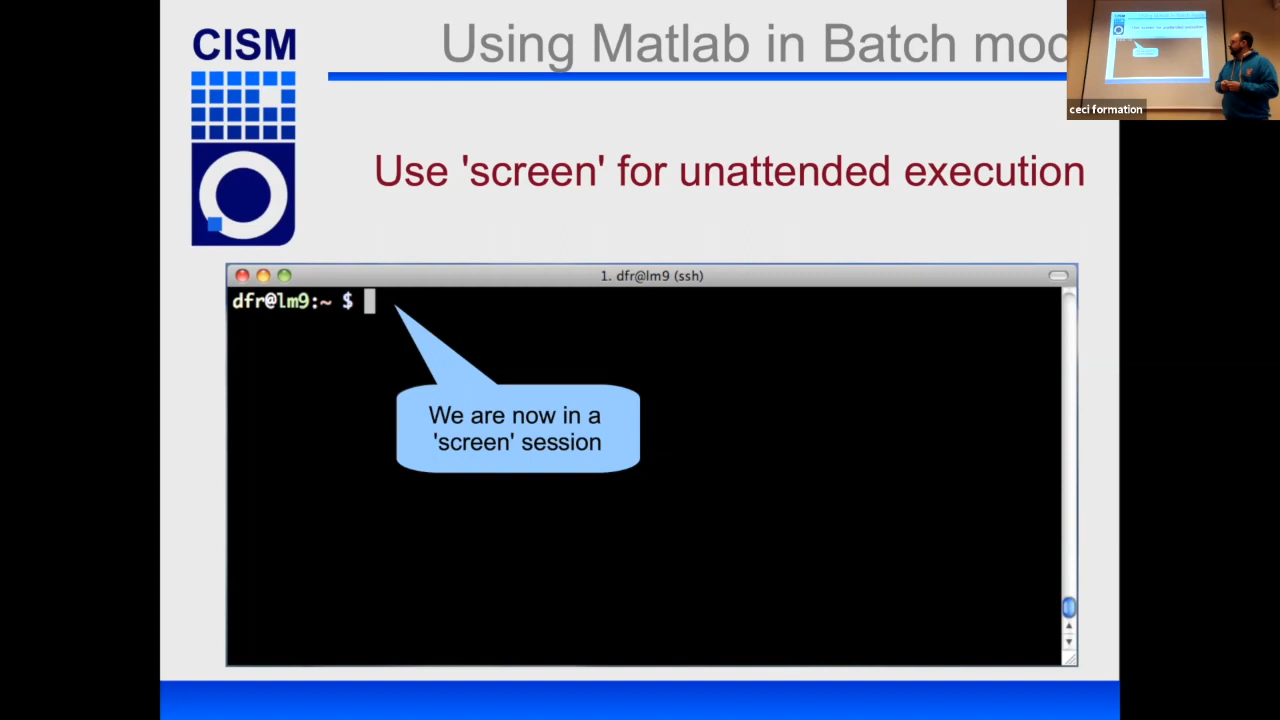 CISM
Using Matlab in Batch mod
ceci formation
Use 'screen' for unattended execution
1. dfr@lm9 (ssh)
dfr@lm9:~ $
We are now in a
'screen' session